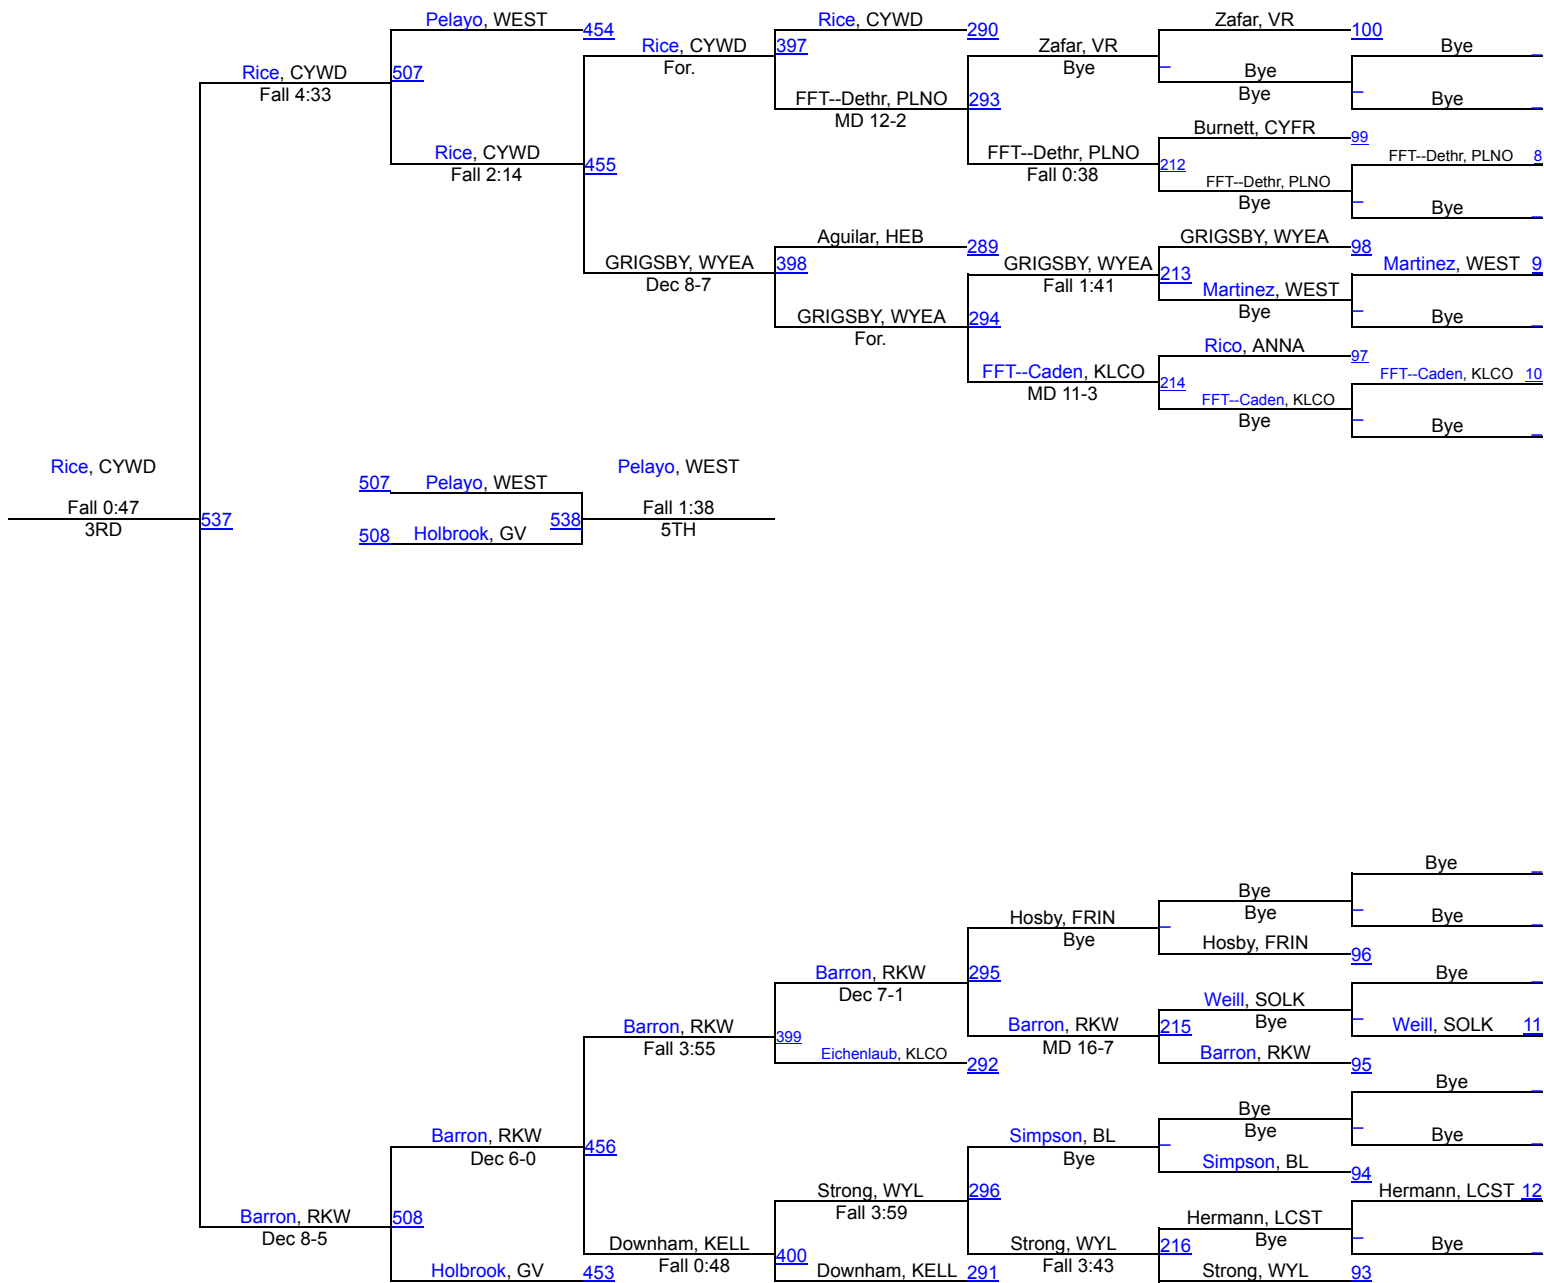 Pelayo, WEST 454
Rice, CYWD 290
Zafar, VR 100
Rice, CYWD 397
For.
Zafar, VR
Bye
Bye
Rice, CYWD 507
Fall 4:33
Bye
Bye
FFT--Dethr, PLNO 293
MD 12-2
Bye
Burnett, CYFR 99
Rice, CYWD 455
Fall 2:14
FFT--Dethr, PLNO 212
Fall 0:38
FFT--Dethr, PLNO 8
FFT--Dethr, PLNO
Bye
Bye
Aguilar, HEB 289
GRIGSBY, WYEA 98
GRIGSBY, WYEA 398
Dec 8-7
GRIGSBY, WYEA 213
Fall 1:41
Martinez, WEST 9
Martinez, WEST
Bye
GRIGSBY, WYEA 294
For.
Bye
Rico, ANNA 97
FFT--Caden, KLCO 214
MD 11-3
FFT--Caden, KLCO 10
FFT--Caden, KLCO
Bye
Bye
Rice, CYWD
Fall 0:47
3RD
537
507 Pelayo, WEST
508 Holbrook, GV
538
Pelayo, WEST
Fall 1:38
5TH
Bye
Bye
Bye
Hosby, FRIN
Bye
Bye
Hosby, FRIN 96
Barron, RKW 295
Dec 7-1
Bye
Weill, SOLK
Bye
Barron, RKW 399
Fall 3:55
Barron, RKW 215
MD 16-7
Weill, SOLK 11
Eichenlaub, KLCO 292
Barron, RKW 95
Bye
Bye
Bye
Barron, RKW 456
Dec 6-0
Simpson, BL
Bye
Bye
Simpson, BL 94
Strong, WYL 296
Fall 3:59
Hermann, LCST 12
Barron, RKW 508
Dec 8-5
Hermann, LCST
Bye
Downham, KELL 400
Fall 0:48
Strong, WYL 216
Fall 3:43
Bye
Holbrook, GV 453
Downham, KELL 291
Strong, WYL 93